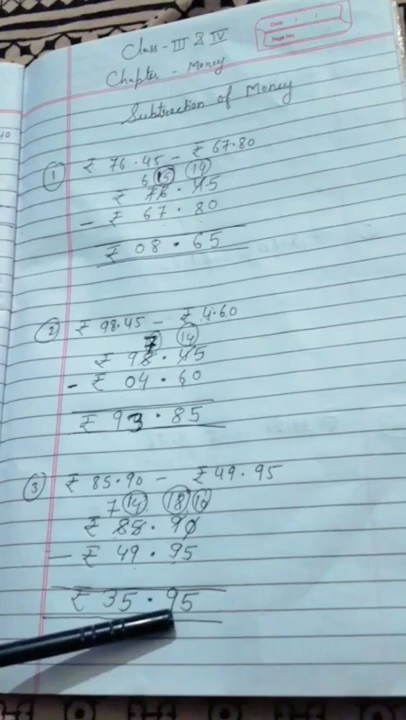 Class - III & IV
Chapter - Money
Subtraction of Money
① ₹ 76.45 - ₹ 67.80
6 15 14
₹ 76.45
- ₹ 67.80
₹ 08.65
② ₹ 98.45 - ₹ 4.60
7 14
₹ 98.45
- ₹ 04.60
₹ 93.85
③ ₹ 85.90 - ₹ 49.95
7 14 18 10
₹ 85.90
- ₹ 49.95
₹ 35.95